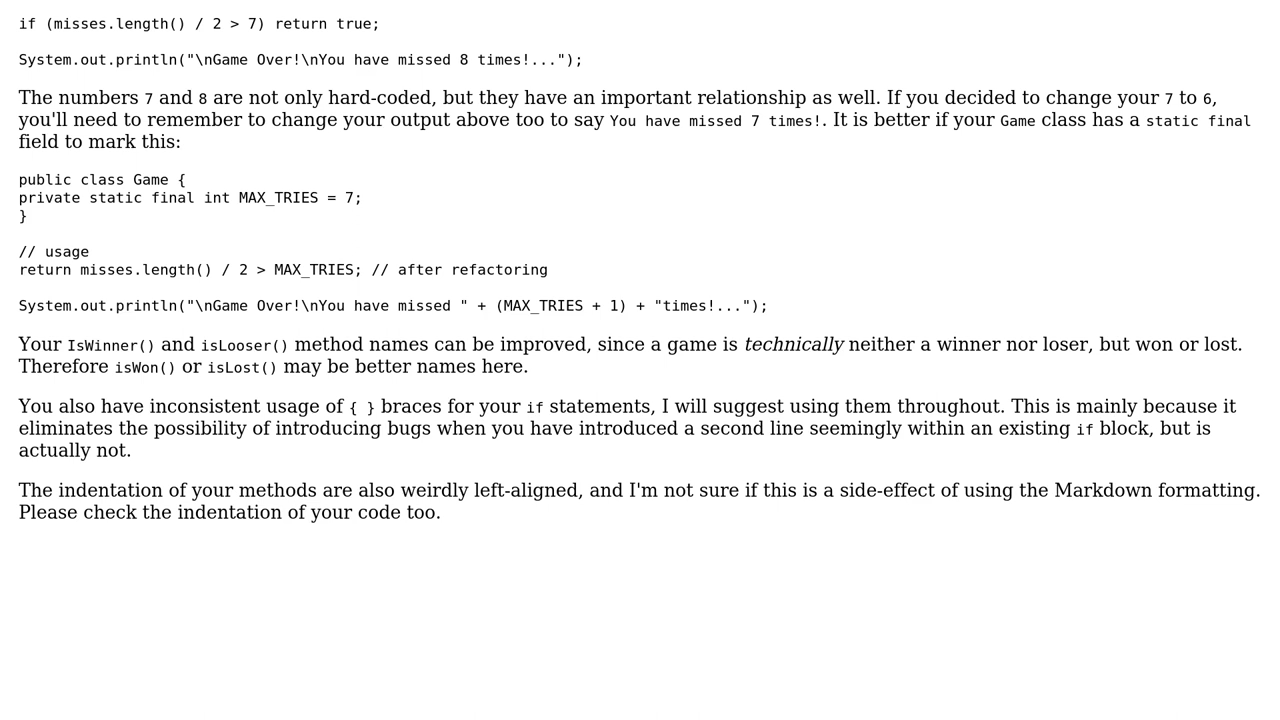 if (misses.length() / 2 > 7) return true;
System.out.println("\nGame Over!\nYou have missed 8 times!...");
The numbers 7 and 8 are not only hard-coded, but they have an important relationship as well. If you decided to change your 7 to 6,
you'll need to remember to change your output above too to say You have missed 7 times!. It is better if your Game class has a static final
field to mark this:
public class Game {
private static final int MAX_TRIES = 7;
}
// usage
return misses.length() / 2 > MAX_TRIES; // after refactoring
System.out.println("\nGame Over!\nYou have missed " + (MAX_TRIES + 1) + "times!...");
Your IsWinner() and isLooser() method names can be improved, since a game is technically neither a winner nor loser, but won or lost.
Therefore isWon() or isLost() may be better names here.
You also have inconsistent usage of { } braces for your if statements, I will suggest using them throughout. This is mainly because it
eliminates the possibility of introducing bugs when you have introduced a second line seemingly within an existing if block, but is
actually not.
The indentation of your methods are also weirdly left-aligned, and I'm not sure if this is a side-effect of using the Markdown formatting.
Please check the indentation of your code too.